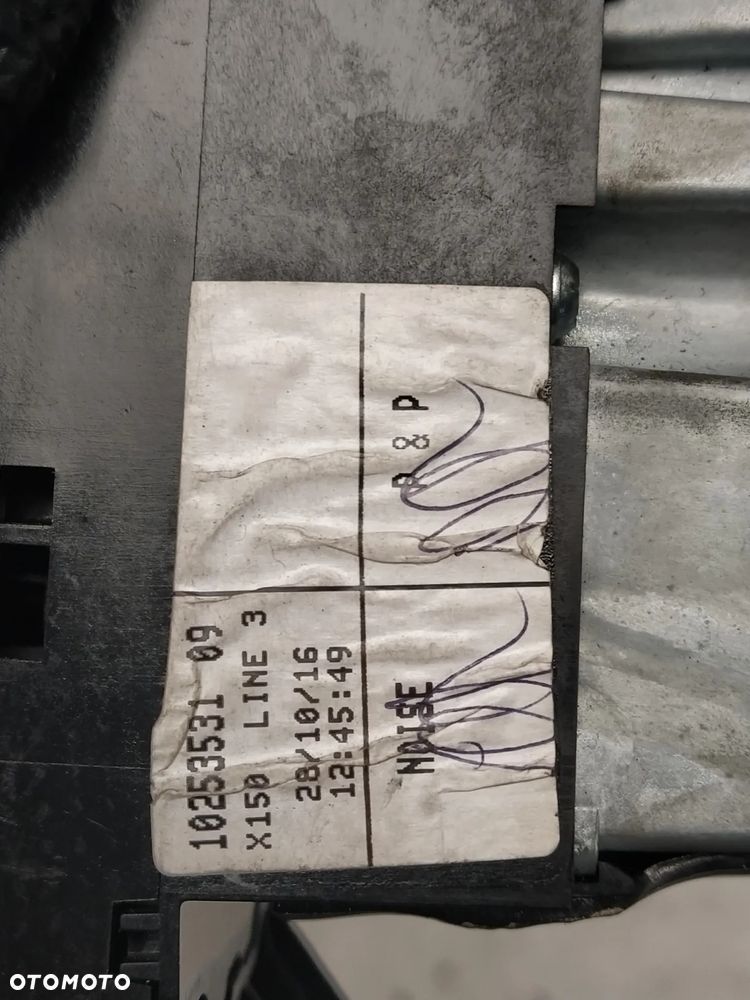 10253531 09
X150 LINE 3
28/10/16
12:45:49
NOISE
R & P
OTOMOTO